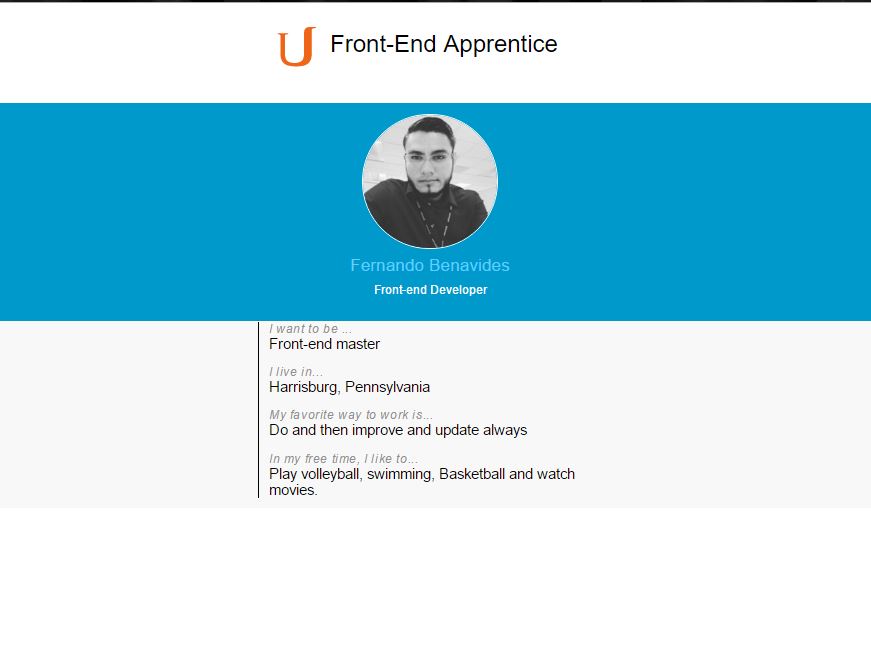 U Front-End Apprentice
Fernando Benavides
Front-end Developer
I want to be ...
Front-end master
I live in...
Harrisburg, Pennsylvania
My favorite way to work is...
Do and then improve and update always
In my free time, I like to...
Play volleyball, swimming, Basketball and watch
movies.